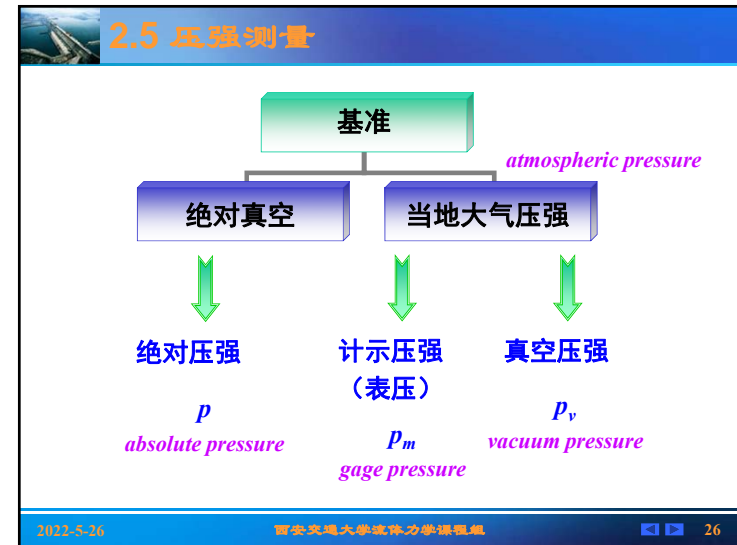 2.5 压强测量
基准
atmospheric pressure
绝对真空
当地大气压强
绝对压强
计示压强
真空压强
（表压）
p
p_v
absolute pressure
p_m
vacuum pressure
gage pressure
2022-5-26
西安交通大学流体力学课程组
26